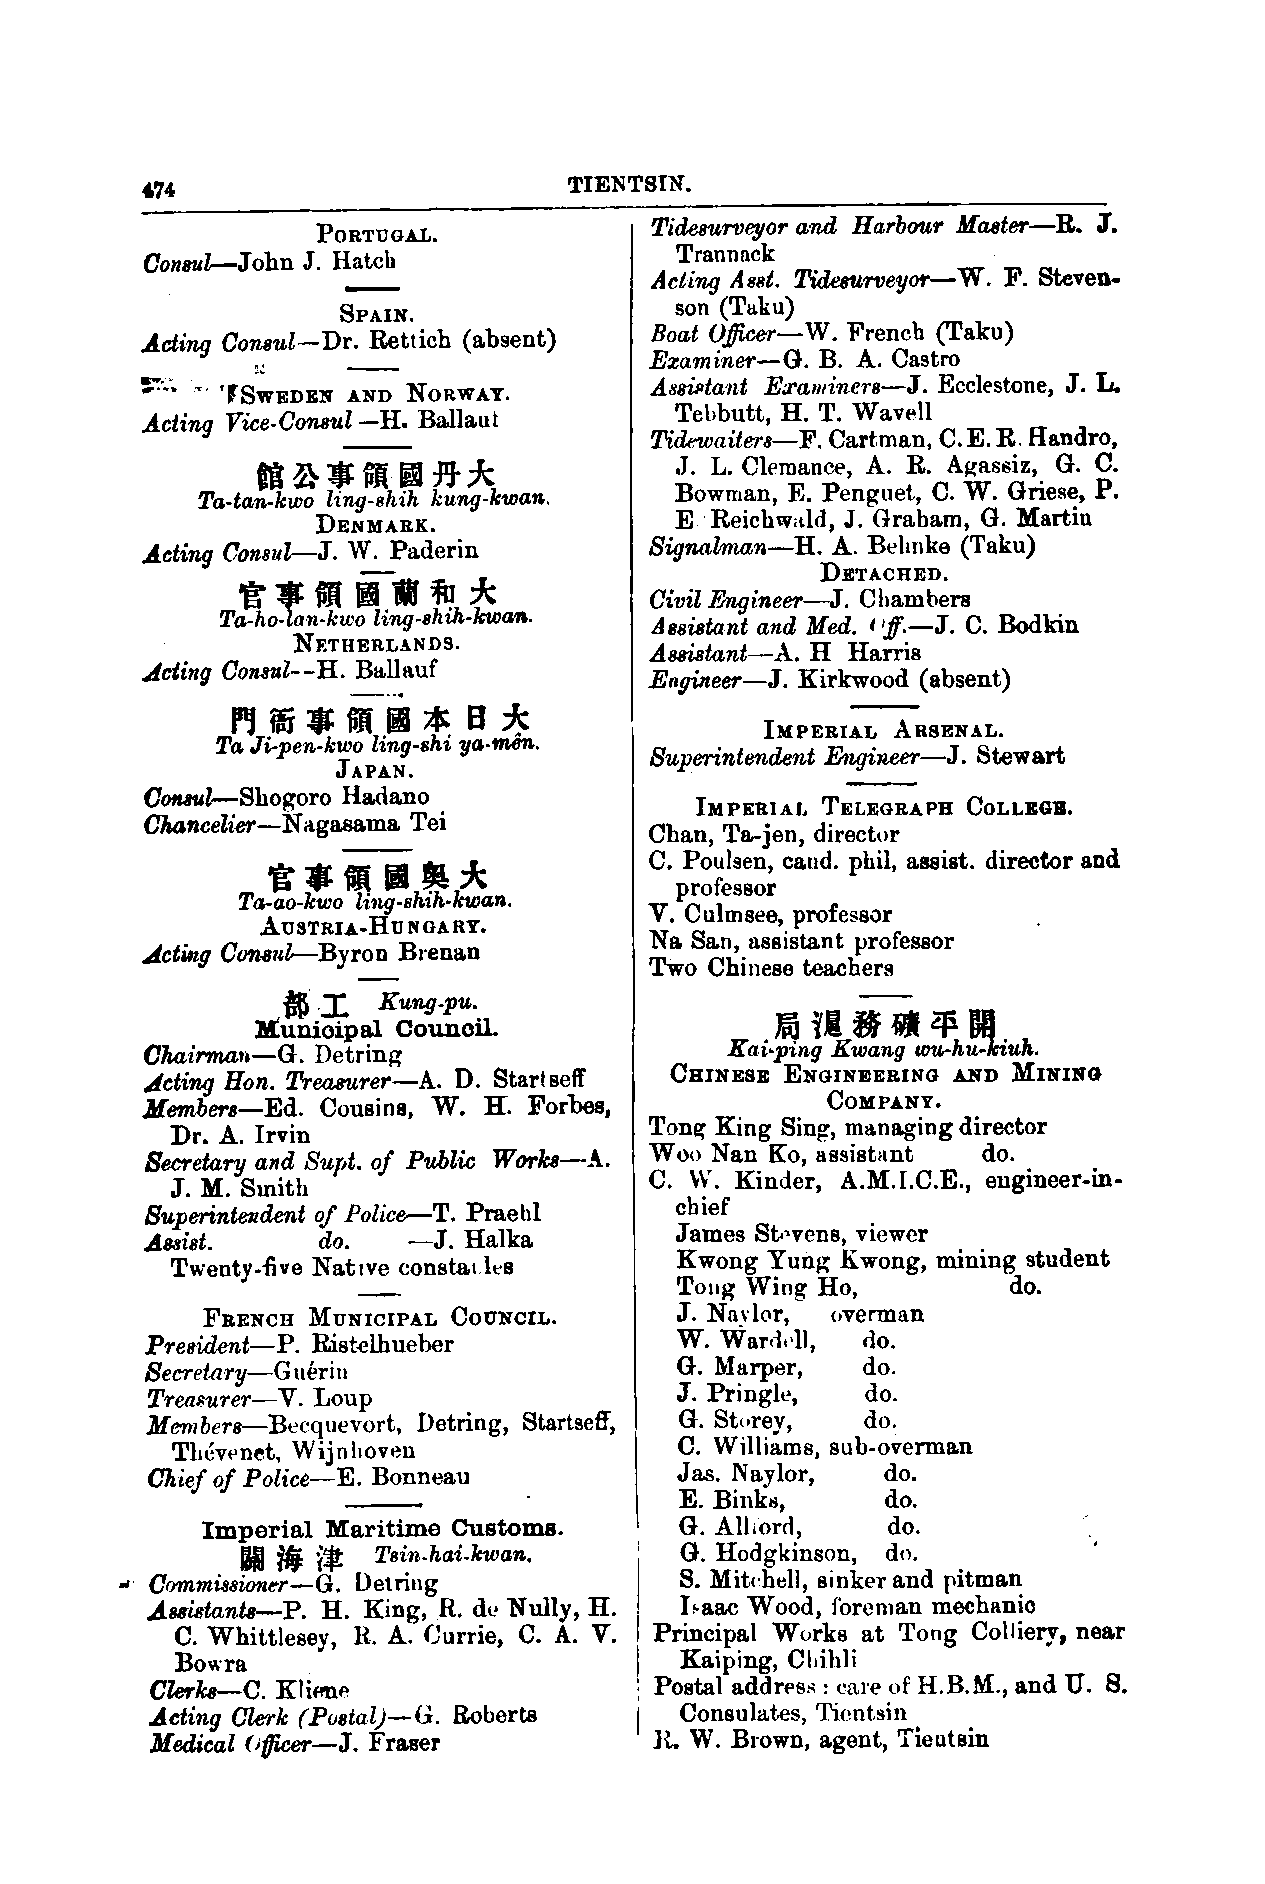 474
TIENTSIN.
PORTUGAL.
Consul—John J. Hatch
SPAIN.
Acting Consul—Dr. Rettich (absent)
SWEDEN AND NORWAY.
Acting Vice-Consul—H. Ballaut
館公事領國丹大
Ta-tan-kwo ling-shih kung-kwan.
DENMARK.
Acting Consul—J. W. Paderin
官事領國蘭和大
Ta-ho-lan-kwo ling-shih-kwan.
NETHERLANDS.
Acting Consul--H. Ballauf
門衙事領國本日大
Ta Ji-pen-kwo ling-shi ya-mên.
JAPAN.
Consul—Shogoro Hadano
Chancelier—Nagasama Tei
官事領國奧大
Ta-ao-kwo ling-shih-kwan.
AUSTRIA-HUNGARY.
Acting Consul—Byron Brenan
部工 Kung-pu.
Municipal Council.
Chairman—G. Detring
Acting Hon. Treasurer—A. D. Startseff
Members—Ed. Cousins, W. H. Forbes,
Dr. A. Irvin
Secretary and Supt. of Public Works—A.
J. M. Smith
Superintendent of Police—T. Praehl
Assist. do. —J. Halka
Twenty-five Native constables
FRENCH MUNICIPAL COUNCIL.
President—P. Ristelhueber
Secretary—Guérin
Treasurer—V. Loup
Members—Becquevort, Detring, Startseff,
Thévenet, Wijnhoven
Chief of Police—E. Bonneau
Imperial Maritime Customs.
關海津 Tsin-hai-kwan.
Commissioner—G. Detring
Assistants—P. H. King, R. de Nully, H.
C. Whittlesey, R. A. Currie, C. A. V.
Bowra
Clerks—C. Kliene
Acting Clerk (Postal)—G. Roberts
Medical Officer—J. Fraser
Tidesurveyor and Harbour Master—R. J.
Trannack
Acting Asst. Tidesurveyor—W. F. Steven-
son (Taku)
Boat Officer—W. French (Taku)
Examiner—G. B. A. Castro
Assistant Examiners—J. Ecclestone, J. L.
Tebbutt, H. T. Wavell
Tidewaiters—F. Cartman, C. E. R. Handro,
J. L. Clemance, A. R. Agassiz, G. C.
Bowman, E. Penguet, C. W. Griese, P.
E Reichwald, J. Graham, G. Martin
Signalman—H. A. Behnke (Taku)
DETACHED.
Civil Engineer—J. Chambers
Assistant and Med. Off.—J. C. Bodkin
Assistant—A. H Harris
Engineer—J. Kirkwood (absent)
IMPERIAL ARSENAL.
Superintendent Engineer—J. Stewart
IMPERIAL TELEGRAPH COLLEGE.
Chan, Ta-jen, director
C. Poulsen, cand. phil, assist. director and
professor
V. Culmsee, professor
Na San, assistant professor
Two Chinese teachers
局滬務礦平開
Kai-ping Kwang wu-hu-kiuh.
CHINESE ENGINEERING AND MINING
COMPANY.
Tong King Sing, managing director
Woo Nan Ko, assistant do.
C. W. Kinder, A.M.I.C.E., engineer-in-
chief
James Stevens, viewer
Kwong Yung Kwong, mining student
Tong Wing Ho, do.
J. Naylor, overman
W. Wardell, do.
G. Marper, do.
J. Pringle, do.
G. Storey, do.
C. Williams, sub-overman
Jas. Naylor, do.
E. Binks, do.
G. do.
G. Hodgkinson, do.
S. Mitchell, sinker and pitman
Isaac Wood, foreman mechanic
Principal Works at Tong Colliery, near
Kaiping, Chihli
Postal address : care of H.B.M., and U. S.
Consulates, Tientsin
R. W. Brown, agent, Tientsin